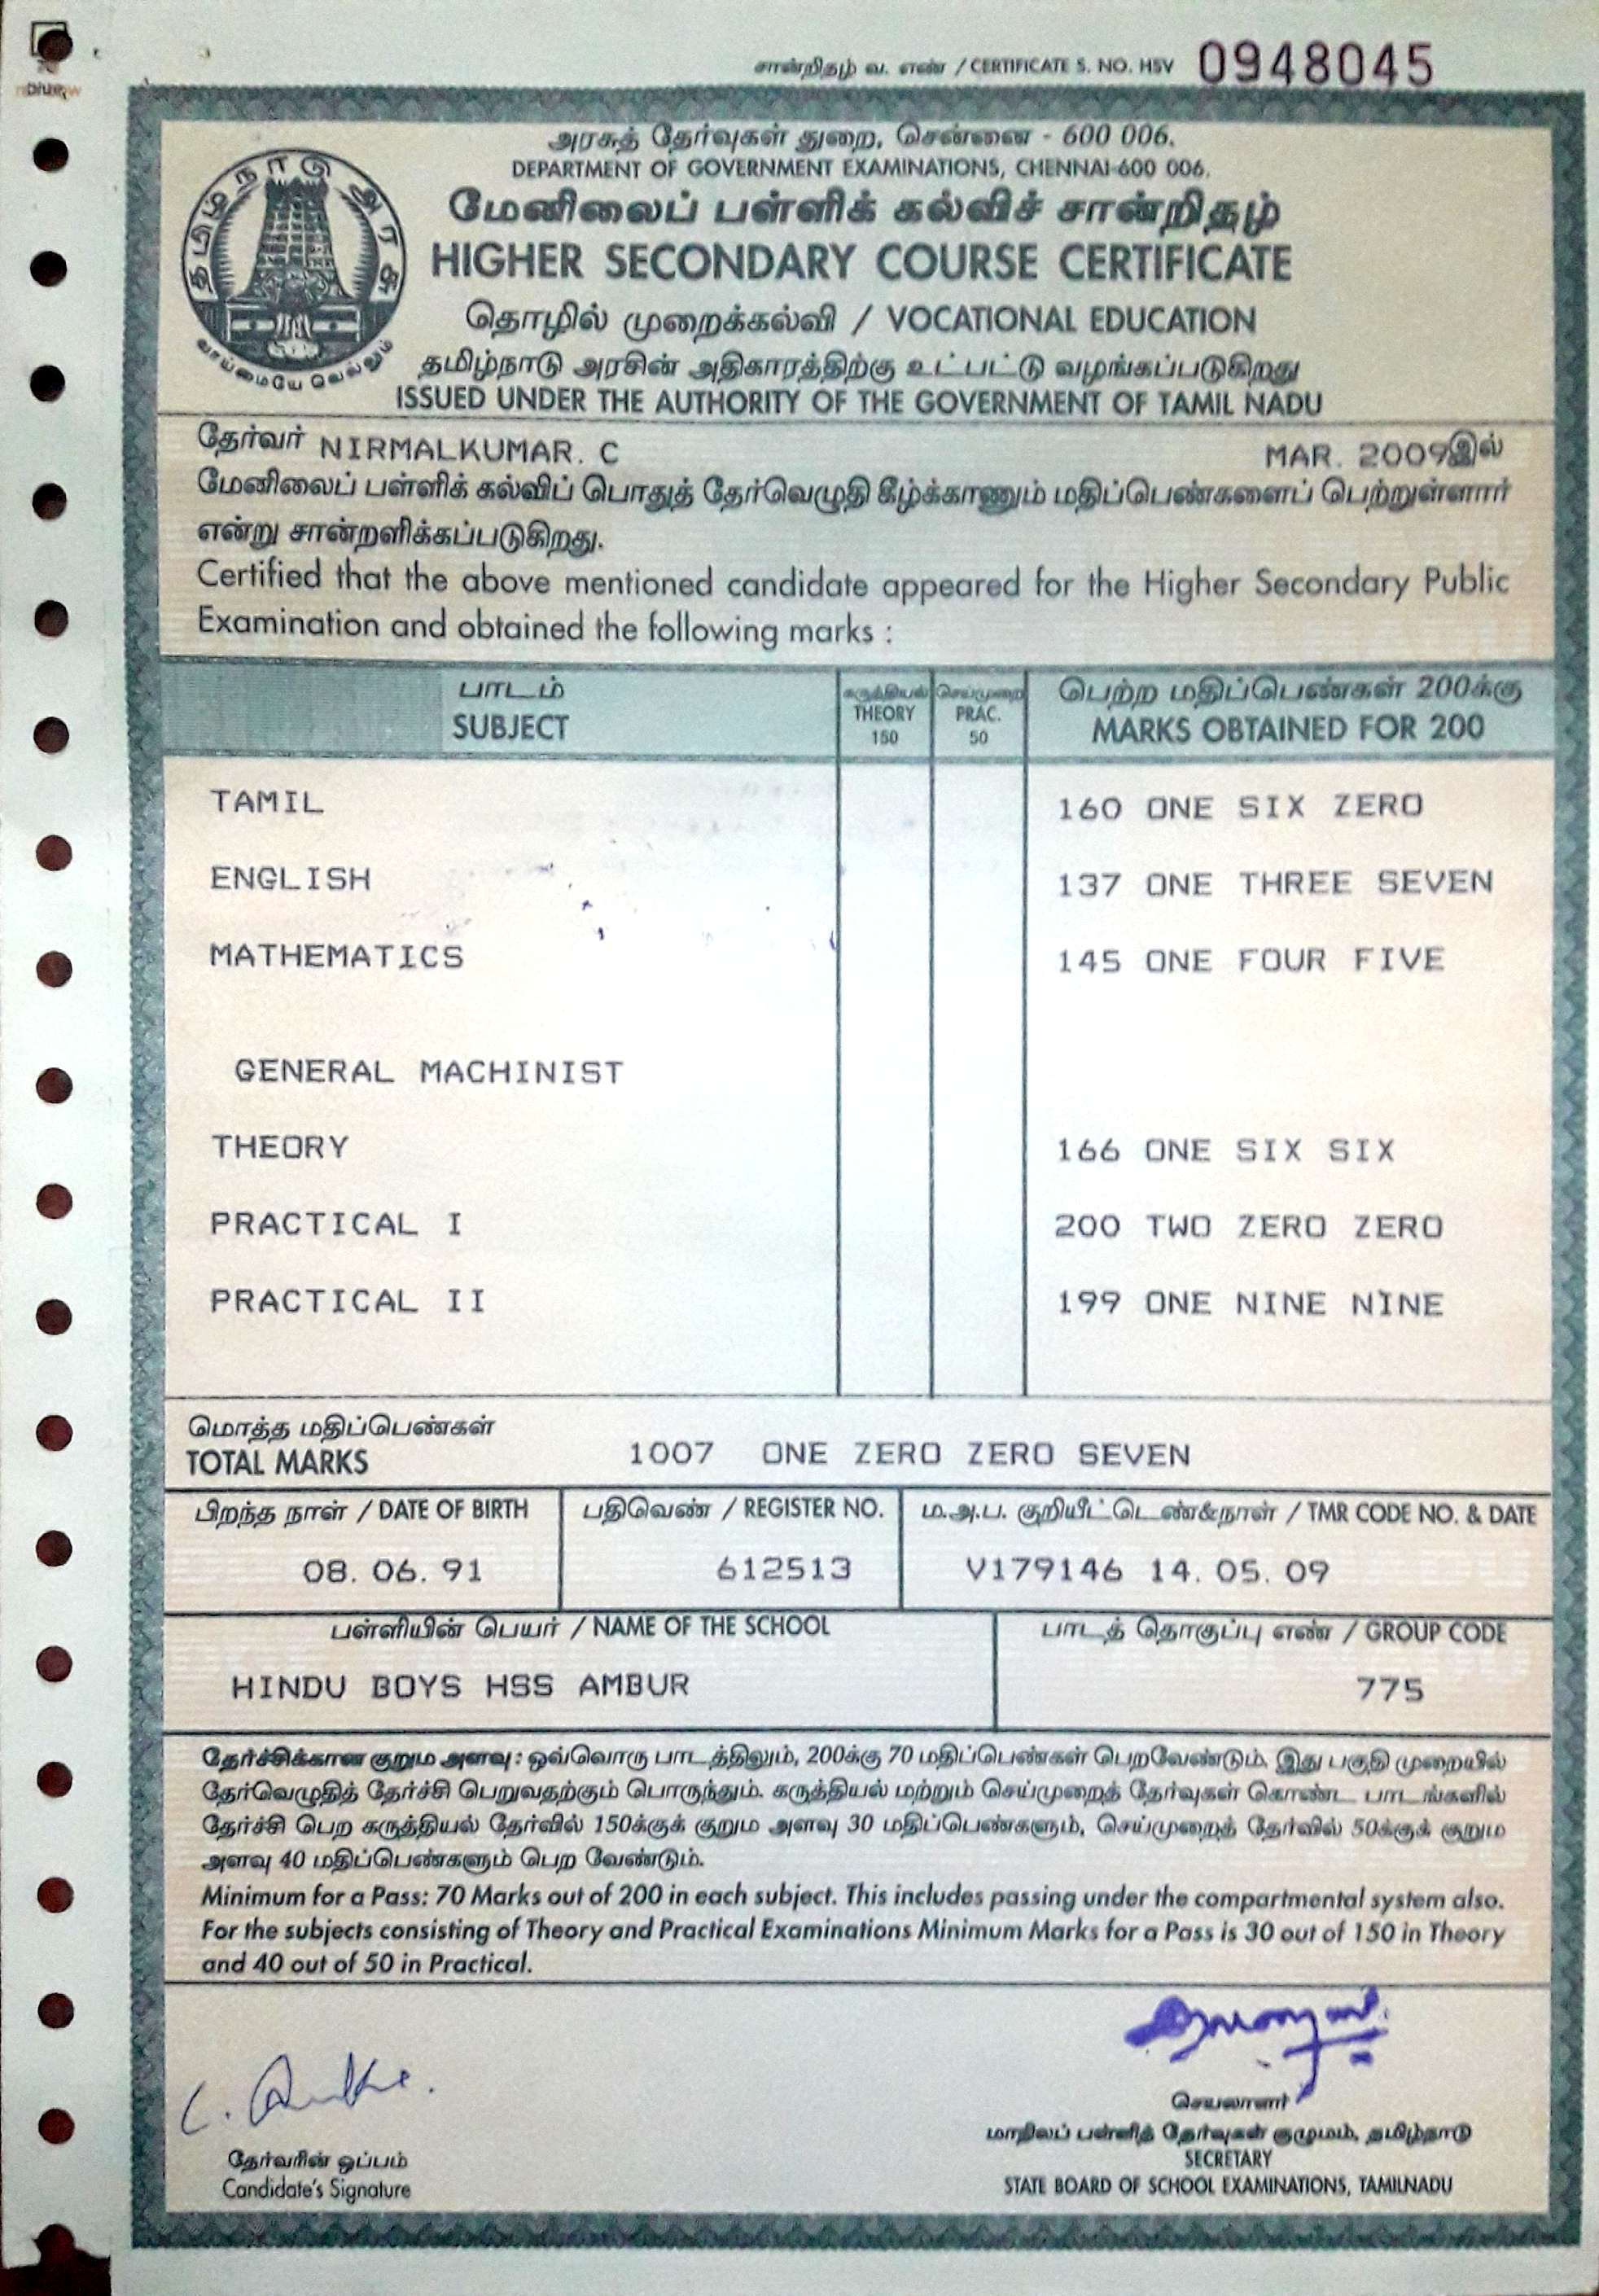 சான்றிதழ் வ. எண் / CERTIFICATE S. NO. HSV 0948045
அரசுத் தேர்வுகள் துறை, சென்னை - 600 006.
DEPARTMENT OF GOVERNMENT EXAMINATIONS, CHENNAI-600 006.
மேனிலைப் பள்ளிக் கல்விச் சான்றிதழ்
HIGHER SECONDARY COURSE CERTIFICATE
தொழில் முறைக்கல்வி / VOCATIONAL EDUCATION
தமிழ்நாடு அரசின் அதிகாரத்திற்கு உட்பட்டு வழங்கப்படுகிறது
ISSUED UNDER THE AUTHORITY OF THE GOVERNMENT OF TAMIL NADU
தமிழ்நாடு அரசு
வாய்மையே வெல்லும்
தேர்வர் NIRMALKUMAR. C MAR. 2009இல்
மேனிலைப் பள்ளிக் கல்விப் பொதுத் தேர்வெழுதி கீழ்க்காணும் மதிப்பெண்களைப் பெற்றுள்ளார்
என்று சான்றளிக்கப்படுகிறது.
Certified that the above mentioned candidate appeared for the Higher Secondary Public
Examination and obtained the following marks :
பாடம் கருத்தியல் செய்முறை பெற்ற மதிப்பெண்கள் 200க்கு
SUBJECT THEORY PRAC. MARKS OBTAINED FOR 200
150 50
TAMIL 160 ONE SIX ZERO
ENGLISH 137 ONE THREE SEVEN
MATHEMATICS 145 ONE FOUR FIVE
GENERAL MACHINIST
THEORY 166 ONE SIX SIX
PRACTICAL I 200 TWO ZERO ZERO
PRACTICAL II 199 ONE NINE NINE
மொத்த மதிப்பெண்கள்
TOTAL MARKS 1007 ONE ZERO ZERO SEVEN
பிறந்த நாள் / DATE OF BIRTH பதிவெண் / REGISTER NO. ம.அ.ப. குறியீட்டெண்&நாள் / TMR CODE NO. & DATE
08. 06. 91 612513 V179146 14. 05. 09
பள்ளியின் பெயர் / NAME OF THE SCHOOL பாடத் தொகுப்பு எண் / GROUP CODE
HINDU BOYS HSS AMBUR 775
தேர்ச்சிக்கான குறும அளவு : ஒவ்வொரு பாடத்திலும், 200க்கு 70 மதிப்பெண்கள் பெறவேண்டும். இது பகுதி முறையில்
தேர்வெழுதித் தேர்ச்சி பெறுவதற்கும் பொருந்தும். கருத்தியல் மற்றும் செய்முறைத் தேர்வுகள் கொண்ட பாடங்களில்
தேர்ச்சி பெற கருத்தியல் தேர்வில் 150க்குக் குறும அளவு 30 மதிப்பெண்களும், செய்முறைத் தேர்வில் 50க்குக் குறும
அளவு 40 மதிப்பெண்களும் பெற வேண்டும்.
Minimum for a Pass: 70 Marks out of 200 in each subject. This includes passing under the compartmental system also.
For the subjects consisting of Theory and Practical Examinations Minimum Marks for a Pass is 30 out of 150 in Theory
and 40 out of 50 in Practical.
செயலாளர்
மாநிலப் பள்ளித் தேர்வுகள் குழுமம், தமிழ்நாடு
SECRETARY
STATE BOARD OF SCHOOL EXAMINATIONS, TAMILNADU
தேர்வரின் ஒப்பம்
Candidate's Signature